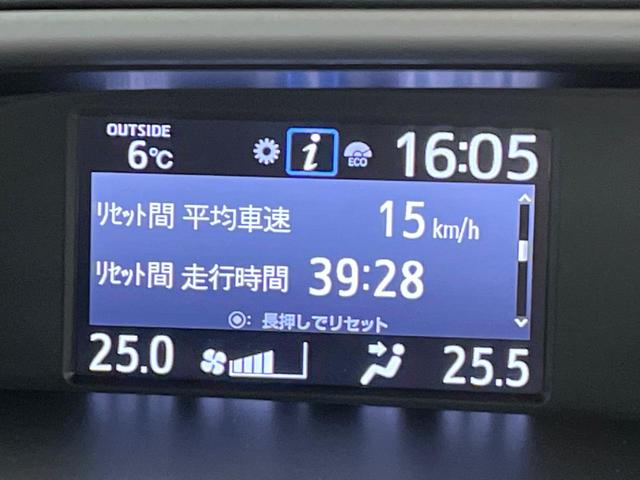 OUTSIDE
6℃
i
ECO
16:05
ﾘｾｯﾄ間 平均車速 15 km/h
ﾘｾｯﾄ間 走行時間 39:28
◉: 長押しでリセット
25.0
25.5